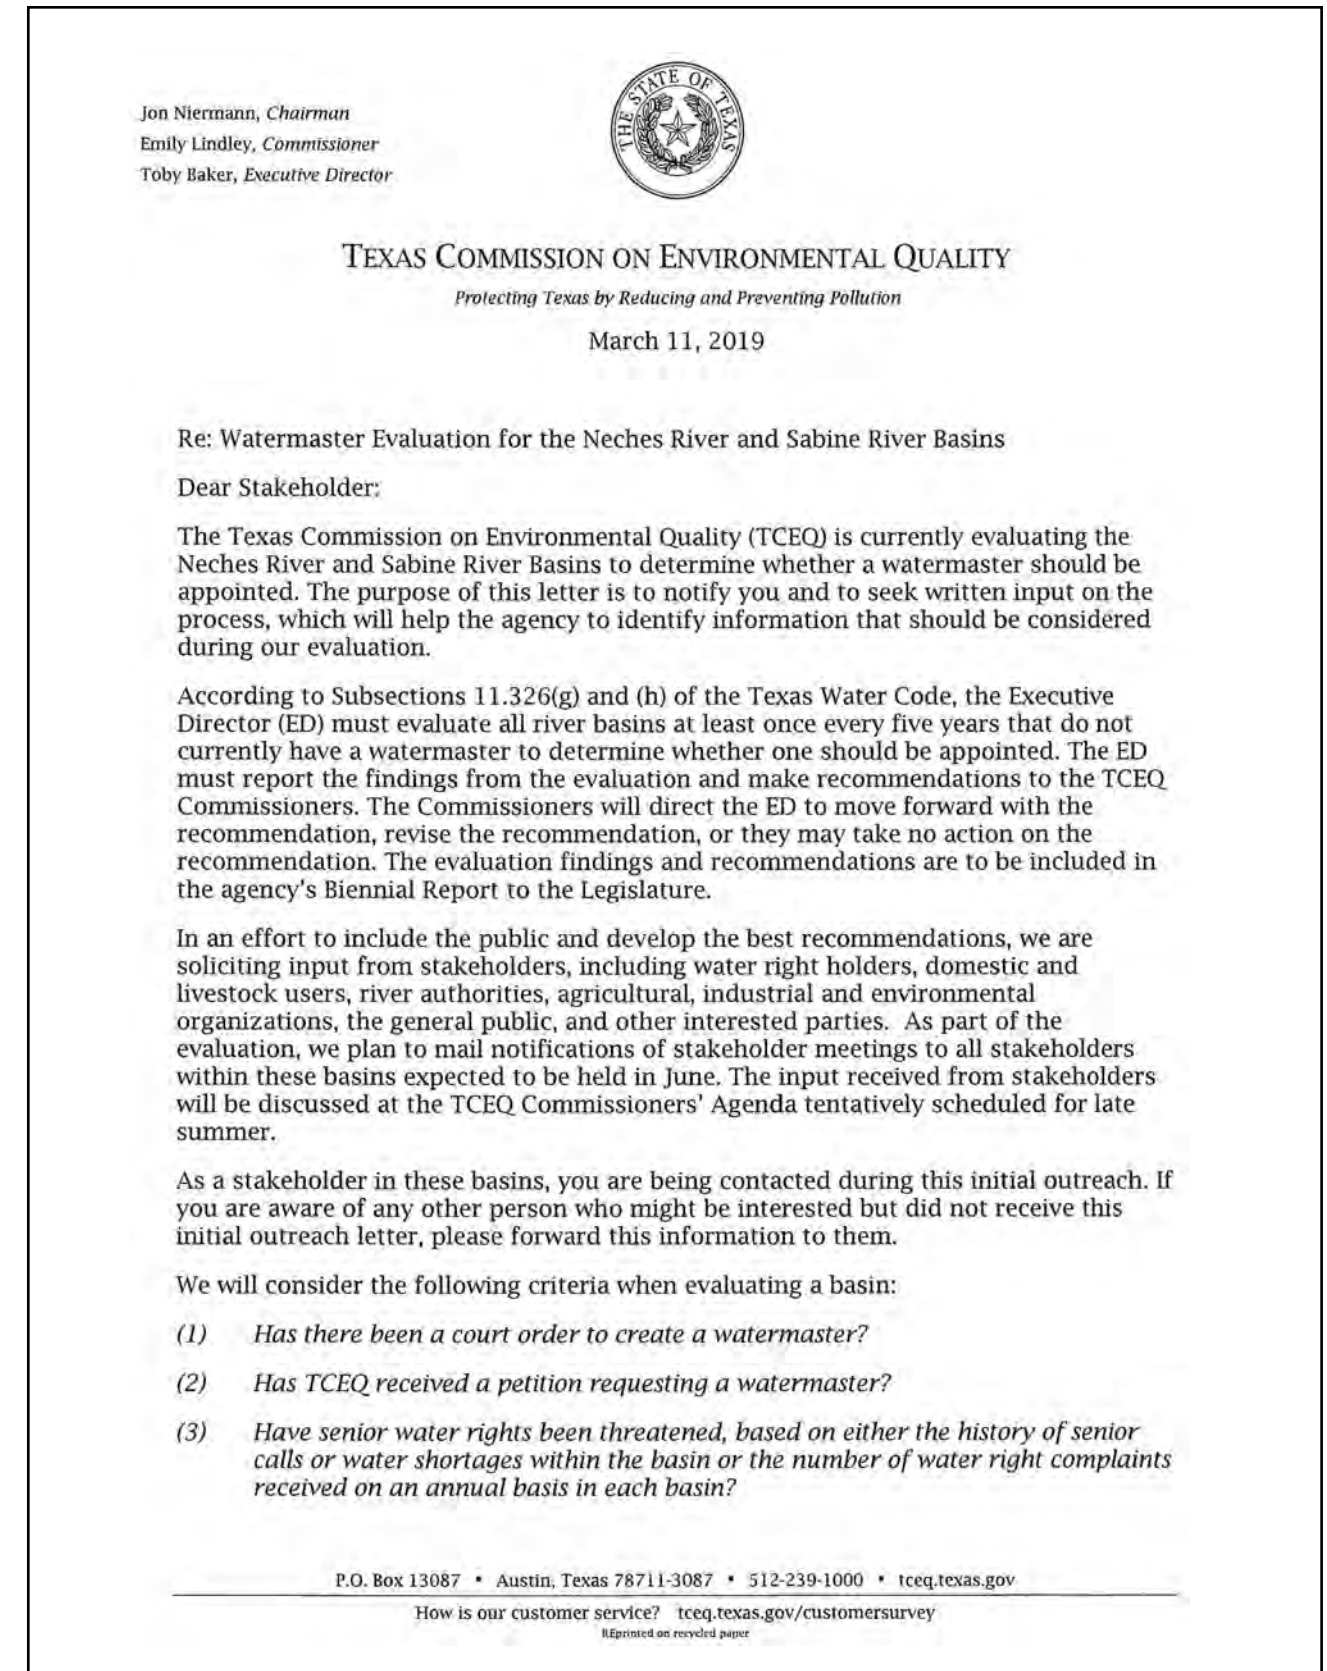 Jon Niermann, Chairman
Emily Lindley, Commissioner
Toby Baker, Executive Director
THE STATE OF TEXAS
TEXAS COMMISSION ON ENVIRONMENTAL QUALITY
Protecting Texas by Reducing and Preventing Pollution
March 11, 2019
Re: Watermaster Evaluation for the Neches River and Sabine River Basins
Dear Stakeholder:
The Texas Commission on Environmental Quality (TCEQ) is currently evaluating the
Neches River and Sabine River Basins to determine whether a watermaster should be
appointed. The purpose of this letter is to notify you and to seek written input on the
process, which will help the agency to identify information that should be considered
during our evaluation.
According to Subsections 11.326(g) and (h) of the Texas Water Code, the Executive
Director (ED) must evaluate all river basins at least once every five years that do not
currently have a watermaster to determine whether one should be appointed. The ED
must report the findings from the evaluation and make recommendations to the TCEQ
Commissioners. The Commissioners will direct the ED to move forward with the
recommendation, revise the recommendation, or they may take no action on the
recommendation. The evaluation findings and recommendations are to be included in
the agency's Biennial Report to the Legislature.
In an effort to include the public and develop the best recommendations, we are
soliciting input from stakeholders, including water right holders, domestic and
livestock users, river authorities, agricultural, industrial and environmental
organizations, the general public, and other interested parties. As part of the
evaluation, we plan to mail notifications of stakeholder meetings to all stakeholders
within these basins expected to be held in June. The input received from stakeholders
will be discussed at the TCEQ Commissioners' Agenda tentatively scheduled for late
summer.
As a stakeholder in these basins, you are being contacted during this initial outreach. If
you are aware of any other person who might be interested but did not receive this
initial outreach letter, please forward this information to them.
We will consider the following criteria when evaluating a basin:
(1) Has there been a court order to create a watermaster?
(2) Has TCEQ received a petition requesting a watermaster?
(3) Have senior water rights been threatened, based on either the history of senior
calls or water shortages within the basin or the number of water right complaints
received on an annual basis in each basin?
P.O. Box 13087 • Austin, Texas 78711-3087 • 512-239-1000 • tceq.texas.gov
How is our customer service? tceq.texas.gov/customersurvey
REprinted on recycled paper